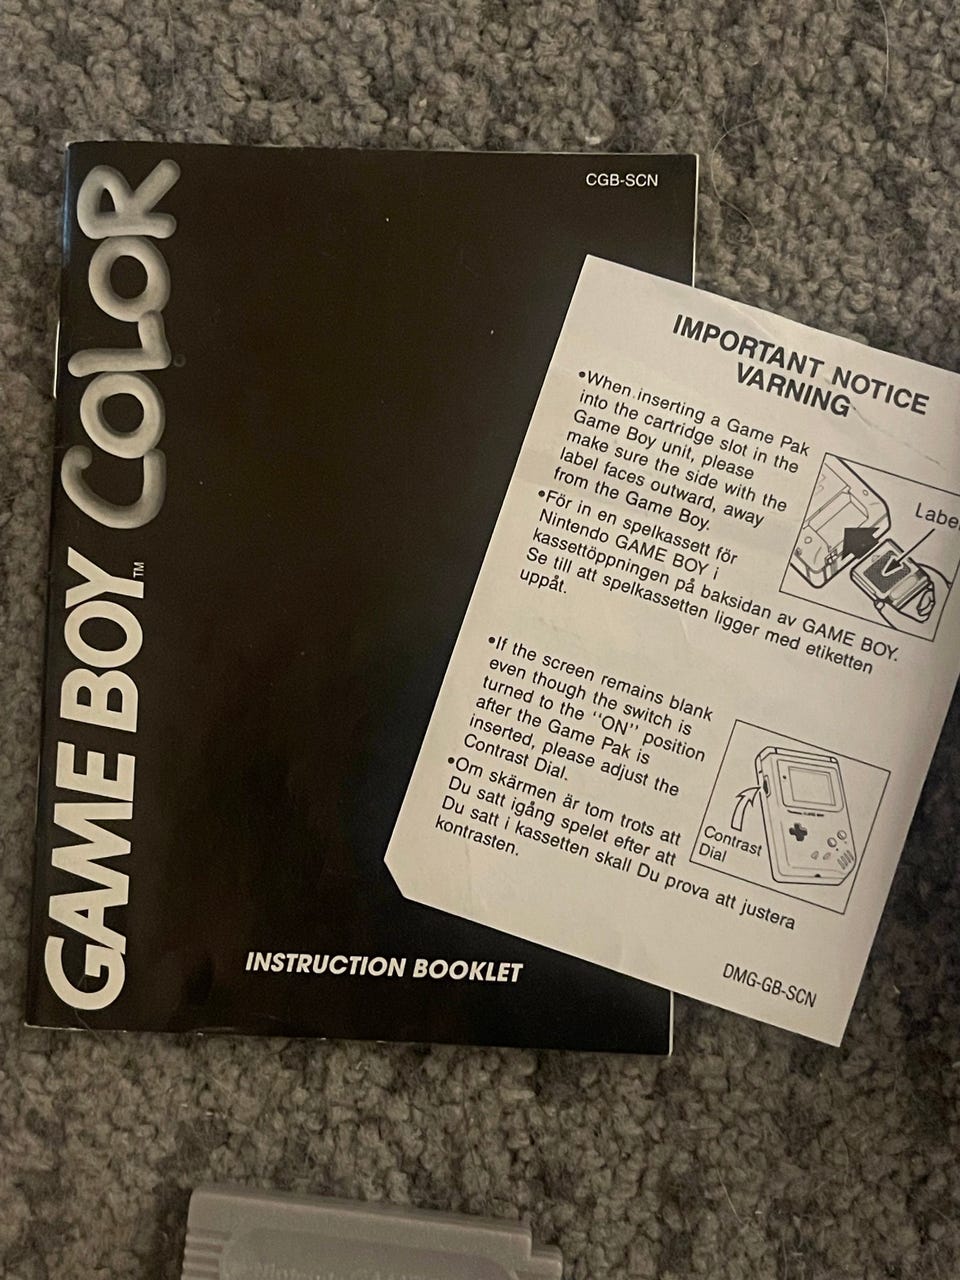 CGB-SCN
GAME BOY COLOR
TM
INSTRUCTION BOOKLET
IMPORTANT NOTICE
VARNING
•When inserting a Game Pak
into the cartridge slot in the
Game Boy unit, please
make sure the side with the
label faces outward, away
from the Game Boy.
•För in en spelkassett för
Nintendo GAME BOY i
kassettöppningen på baksidan av GAME BOY.
Se till att spelkassetten ligger med etiketten
uppåt.
Label
•If the screen remains blank
even though the switch is
turned to the "ON" position
after the Game Pak is
inserted, please adjust the
Contrast Dial.
•Om skärmen är tom trots att
Du satt igång spelet efter att
Du satt i kassetten skall Du prova att justera
kontrasten.
Contrast
Dial
DMG-GB-SCN